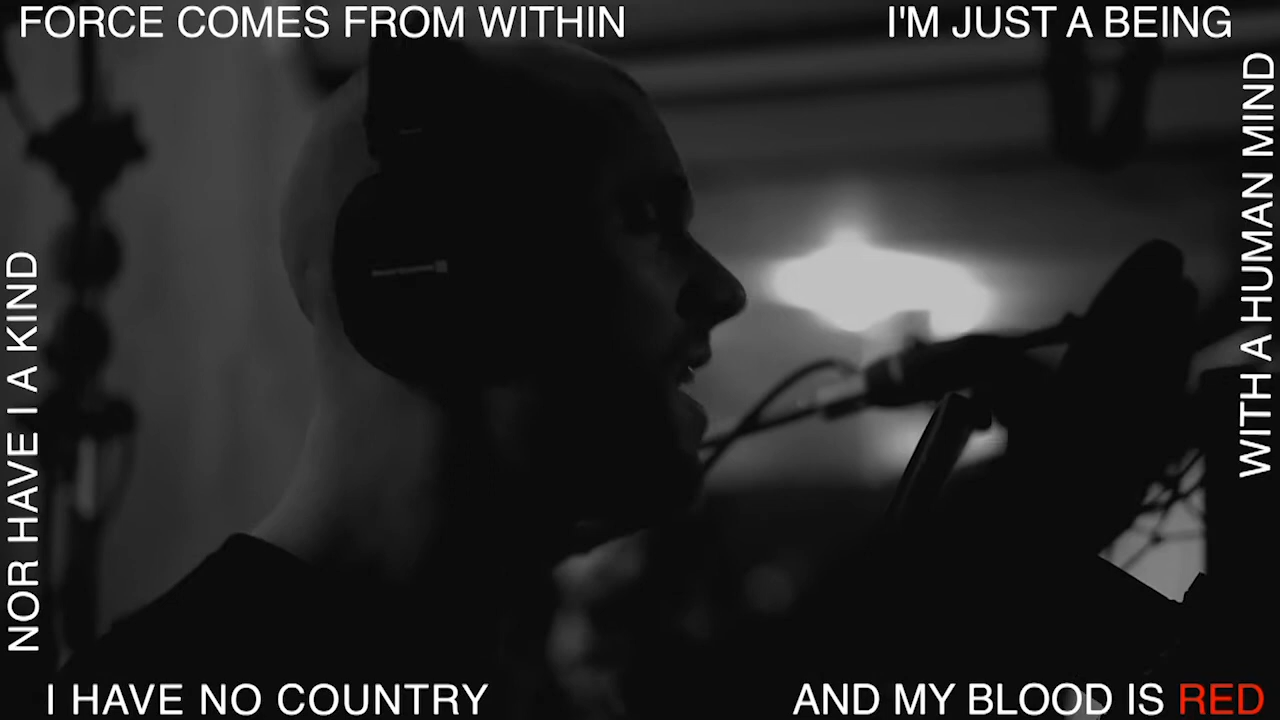 FORCE COMES FROM WITHIN
I'M JUST A BEING
WITH A HUMAN MIND
AND MY BLOOD IS RED
I HAVE NO COUNTRY
NOR HAVE I A KIND